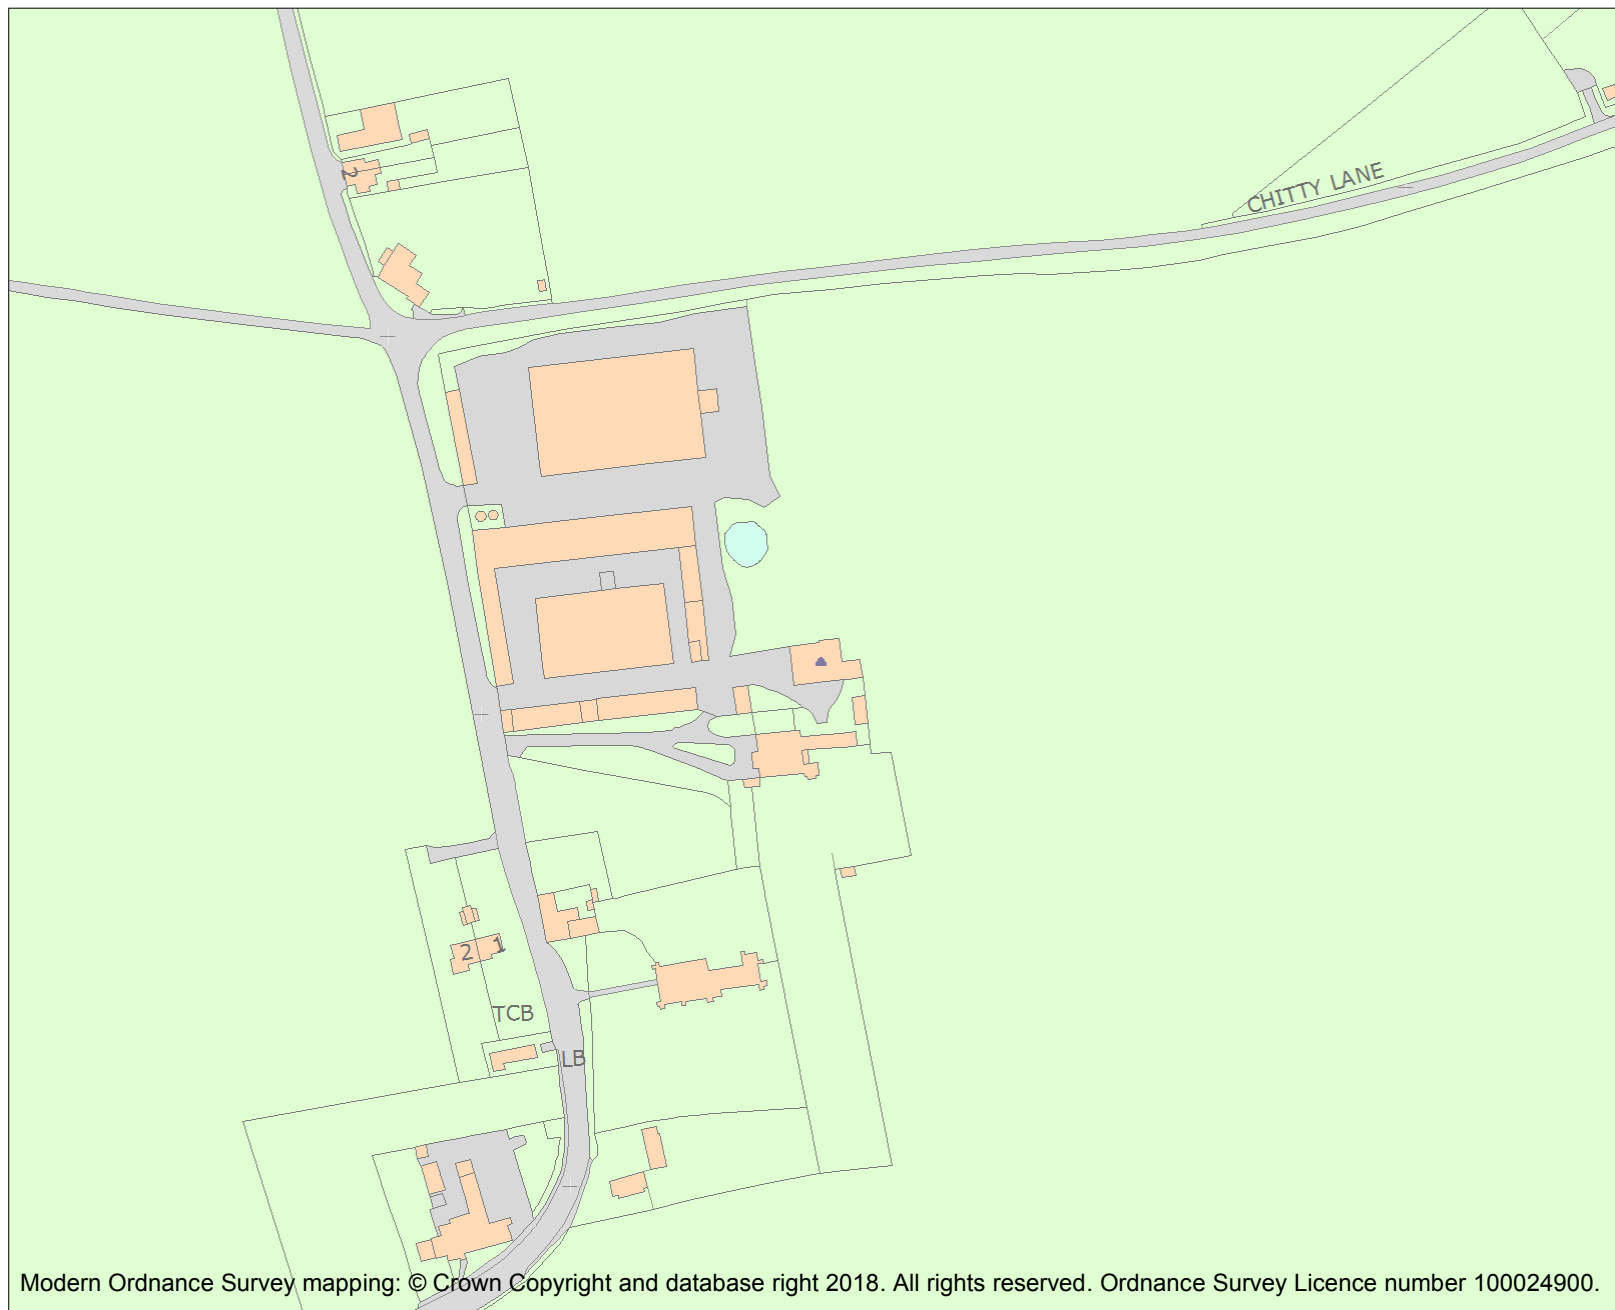 2
CHITTY LANE
2 1
TCB
LB
Modern Ordnance Survey mapping: © Crown Copyright and database right 2018. All rights reserved. Ordnance Survey Licence number 100024900.